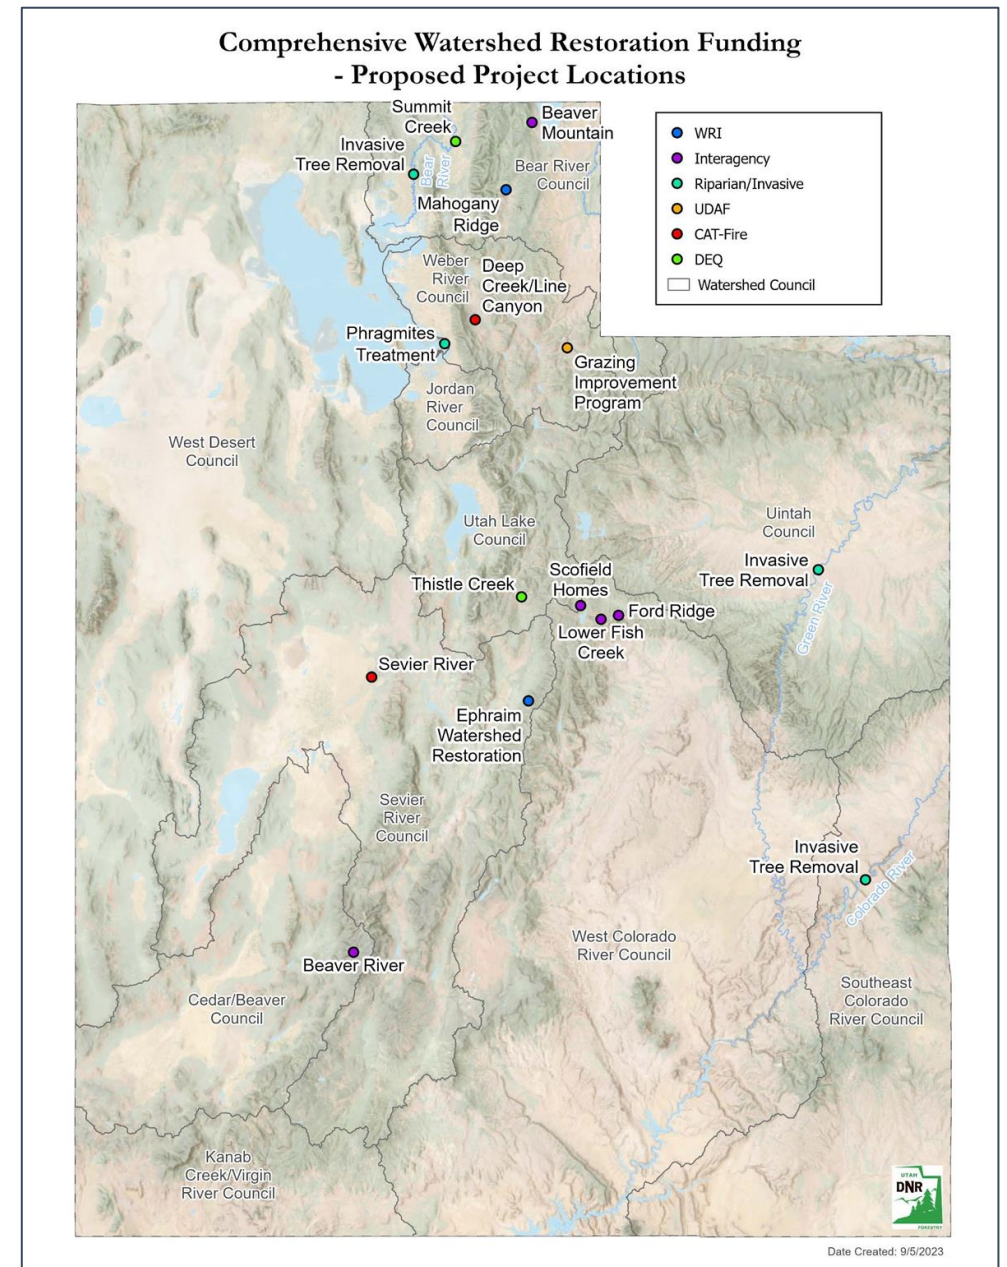 Comprehensive Watershed Restoration Funding
- Proposed Project Locations
WRI
Interagency
Riparian/Invasive
UDAF
CAT-Fire
DEQ
Watershed Council
Summit
Creek
Beaver
Mountain
Invasive
Tree Removal
Bear
River
Bear River
Council
Mahogany
Ridge
Weber
River
Council
Deep
Creek/Line
Canyon
Phragmites
Treatment
Grazing
Improvement
Program
Jordan
River
Council
West Desert
Council
Utah Lake
Council
Uintah
Council
Invasive
Tree Removal
Green River
Thistle Creek
Scofield
Homes
Ford Ridge
Lower Fish
Creek
Sevier River
Ephraim
Watershed
Restoration
Sevier
River
Council
Invasive
Tree Removal
Colorado River
West Colorado
River Council
Beaver River
Cedar/Beaver
Council
Southeast
Colorado
River Council
Kanab
Creek/Virgin
River Council
UTAH
DNR
FORESTRY
Date Created: 9/5/2023